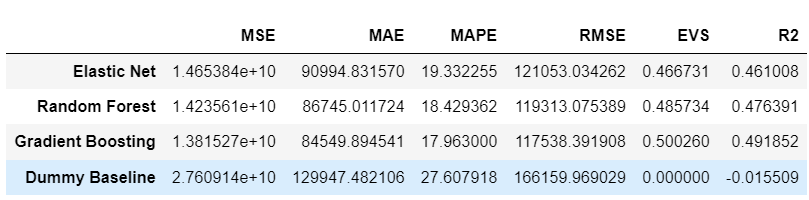 MSE MAE MAPE RMSE EVS R2
Elastic Net 1.465384e+10 90994.831570 19.332255 121053.034262 0.466731 0.461008
Random Forest 1.423561e+10 86745.011724 18.429362 119313.075389 0.485734 0.476391
Gradient Boosting 1.381527e+10 84549.894541 17.963000 117538.391908 0.500260 0.491852
Dummy Baseline 2.760914e+10 129947.482106 27.607918 166159.969029 0.000000 -0.015509